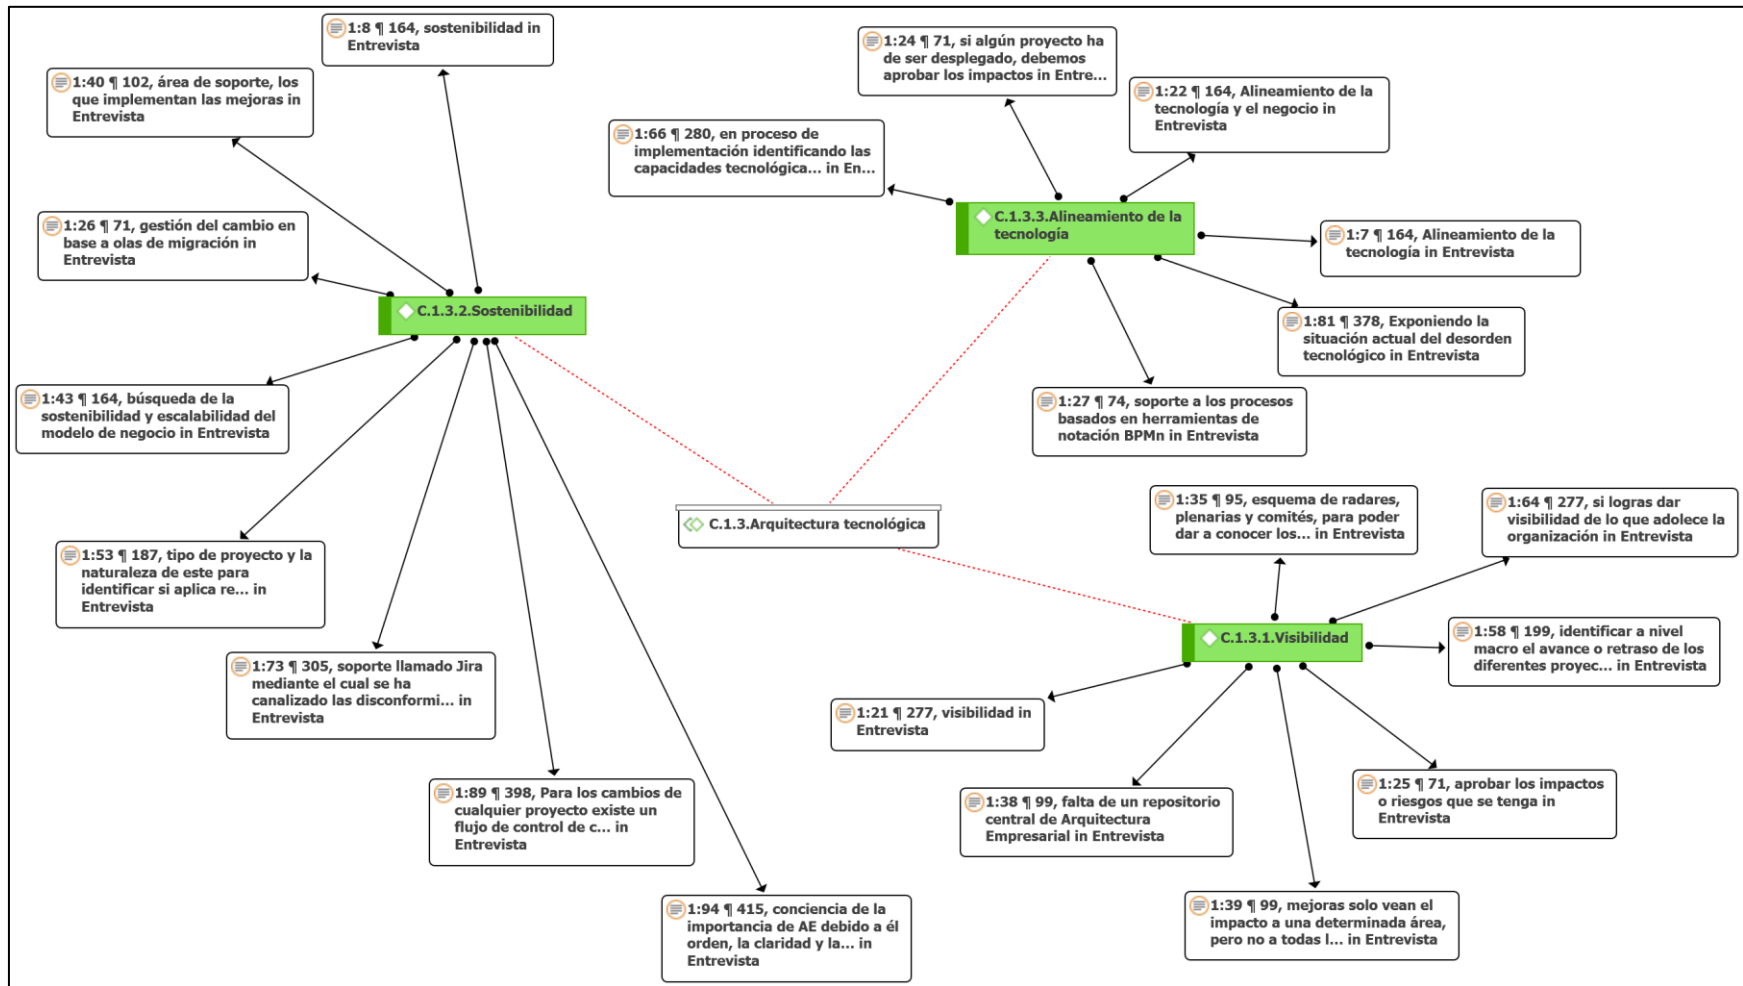 1:8 ¶ 164, sostenibilidad in
Entrevista
1:40 ¶ 102, área de soporte, los
que implementan las mejoras in
Entrevista
1:26 ¶ 71, gestión del cambio en
base a olas de migración in
Entrevista
C.1.3.2.Sostenibilidad
1:43 ¶ 164, búsqueda de la
sostenibilidad y escalabilidad del
modelo de negocio in Entrevista
1:53 ¶ 187, tipo de proyecto y la
naturaleza de este para
identificar si aplica re... in
Entrevista
1:73 ¶ 305, soporte llamado Jira
mediante el cual se ha
canalizado las disconformi... in
Entrevista
1:89 ¶ 398, Para los cambios de
cualquier proyecto existe un
flujo de control de c... in
Entrevista
1:94 ¶ 415, conciencia de la
importancia de AE debido a él
orden, la claridad y la... in
Entrevista
1:24 ¶ 71, si algún proyecto ha
de ser desplegado, debemos
aprobar los impactos in Entre...
1:22 ¶ 164, Alineamiento de la
tecnología y el negocio in
Entrevista
1:66 ¶ 280, en proceso de
implementación identificando las
capacidades tecnológica... in En...
C.1.3.3.Alineamiento de la
tecnología
1:7 ¶ 164, Alineamiento de la
tecnología in Entrevista
1:81 ¶ 378, Exponiendo la
situación actual del desorden
tecnológico in Entrevista
1:27 ¶ 74, soporte a los procesos
basados en herramientas de
notación BPMn in Entrevista
C.1.3.Arquitectura tecnológica
1:35 ¶ 95, esquema de radares,
plenarias y comités, para poder
dar a conocer los... in Entrevista
1:64 ¶ 277, si logras dar
visibilidad de lo que adolece la
organización in Entrevista
C.1.3.1.Visibilidad
1:58 ¶ 199, identificar a nivel
macro el avance o retraso de los
diferentes proyec... in Entrevista
1:21 ¶ 277, visibilidad in
Entrevista
1:25 ¶ 71, aprobar los impactos
o riesgos que se tenga in
Entrevista
1:38 ¶ 99, falta de un repositorio
central de Arquitectura
Empresarial in Entrevista
1:39 ¶ 99, mejoras solo vean el
impacto a una determinada área,
pero no a todas l... in Entrevista